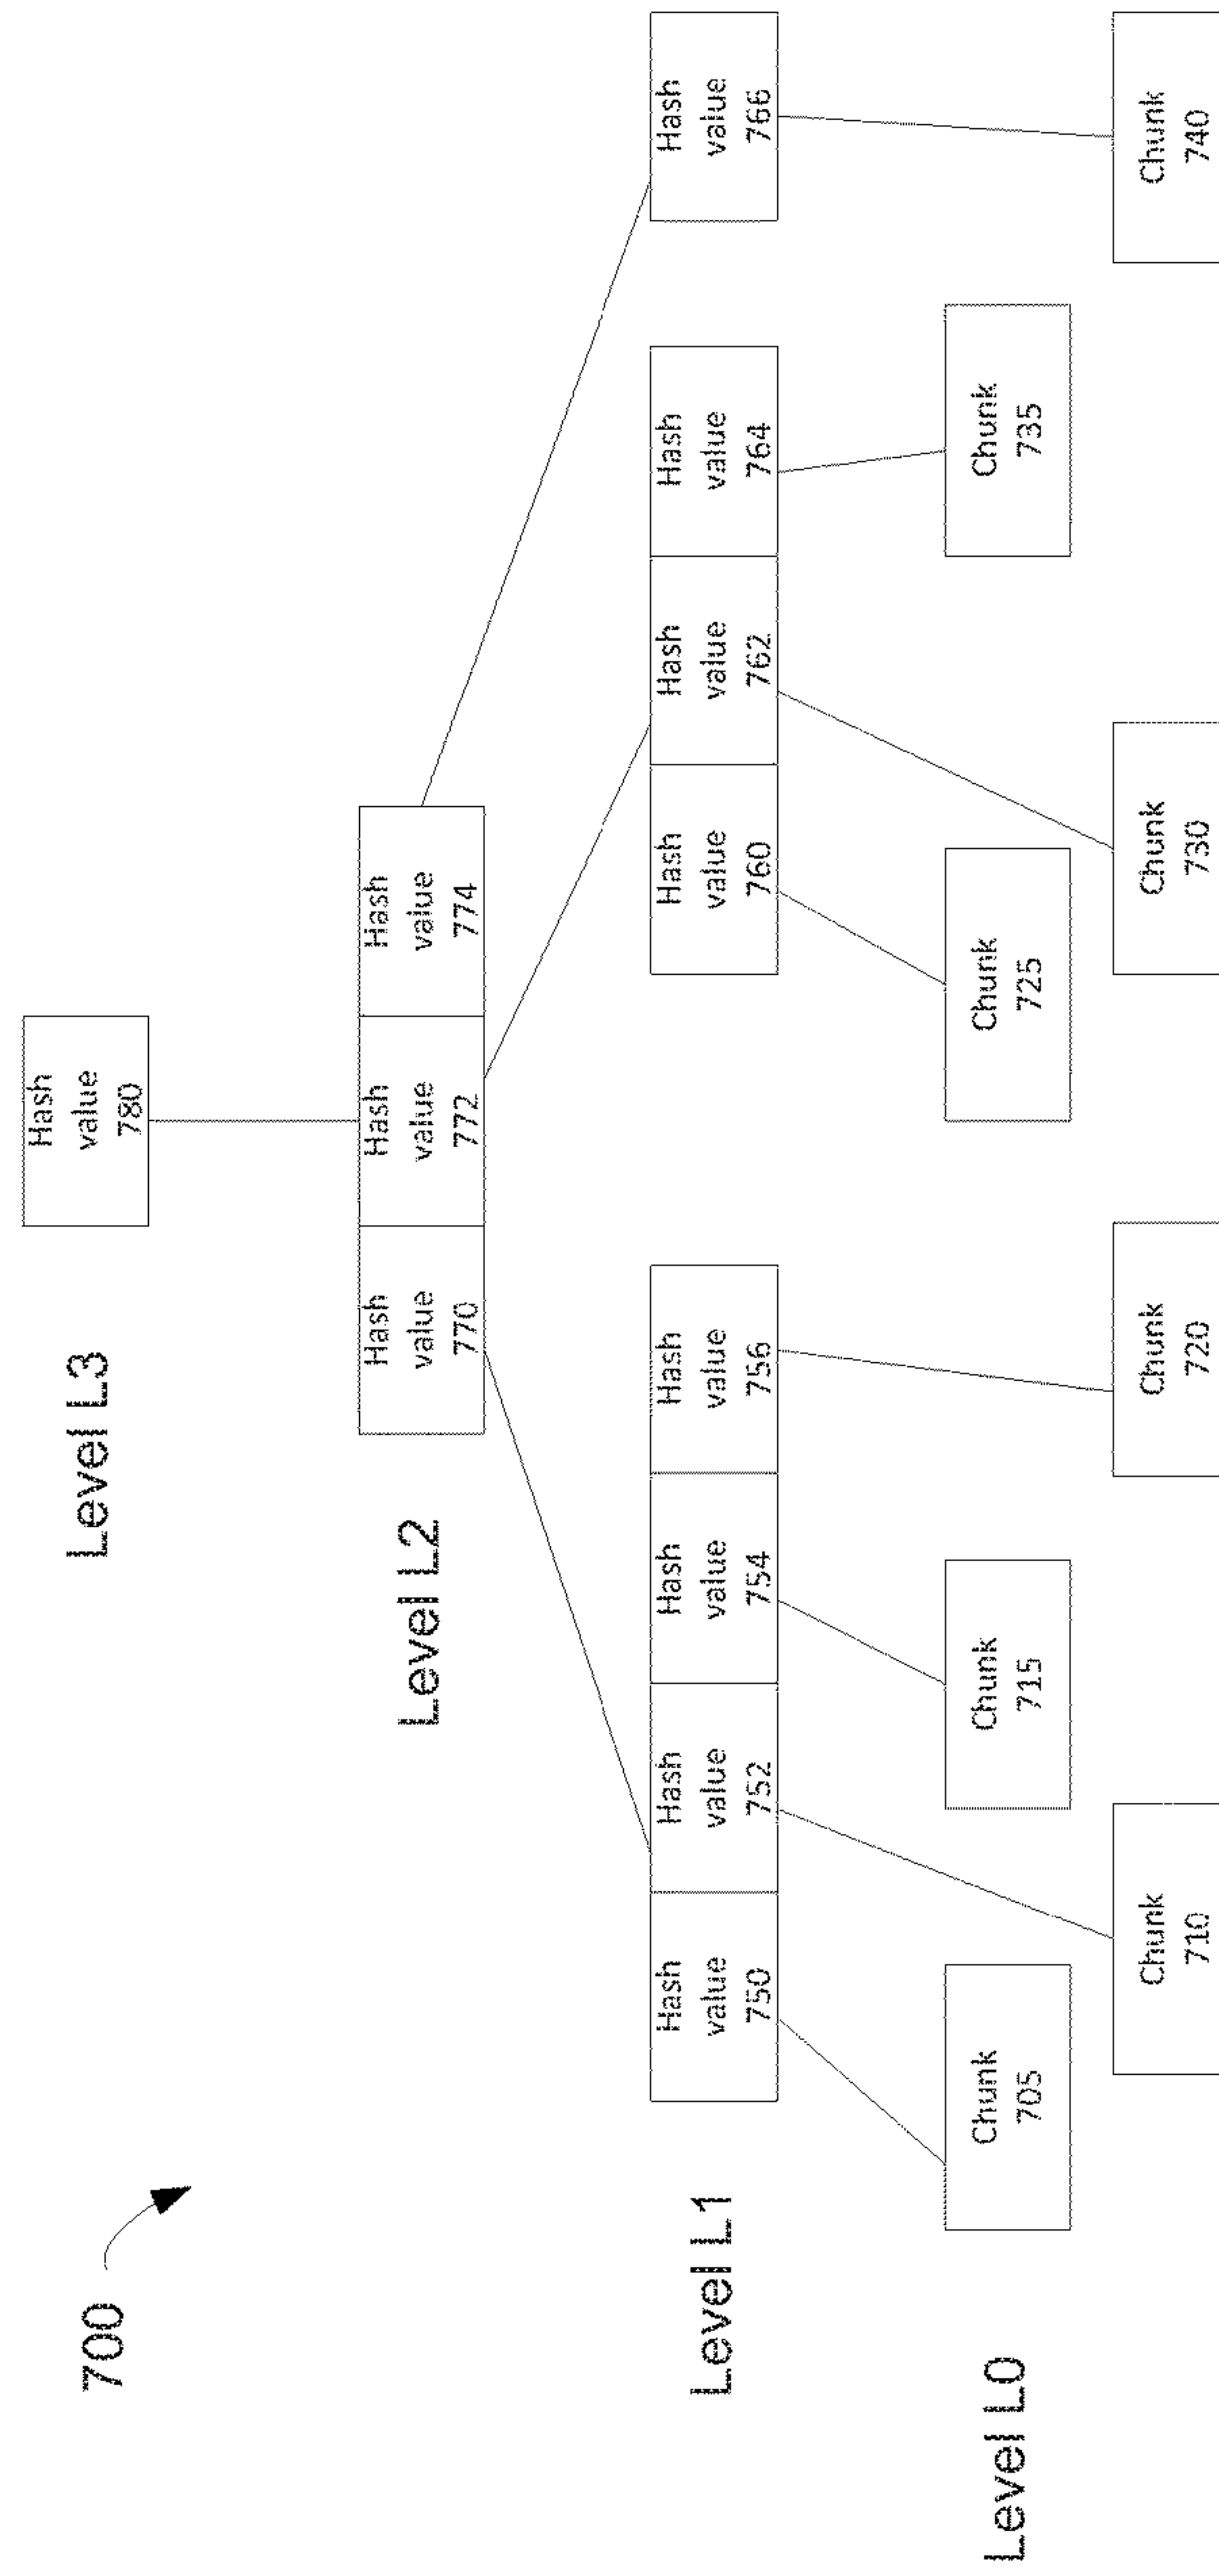 700
Level L3
Hash
value
780
Level L2
Hash
value
770
Hash
value
772
Hash
value
774
Level L1
Hash
value
750
Hash
value
752
Hash
value
754
Hash
value
756
Hash
value
760
Hash
value
762
Hash
value
764
Hash
value
766
Level L0
Chunk
705
Chunk
715
Chunk
725
Chunk
735
Chunk
710
Chunk
720
Chunk
730
Chunk
740